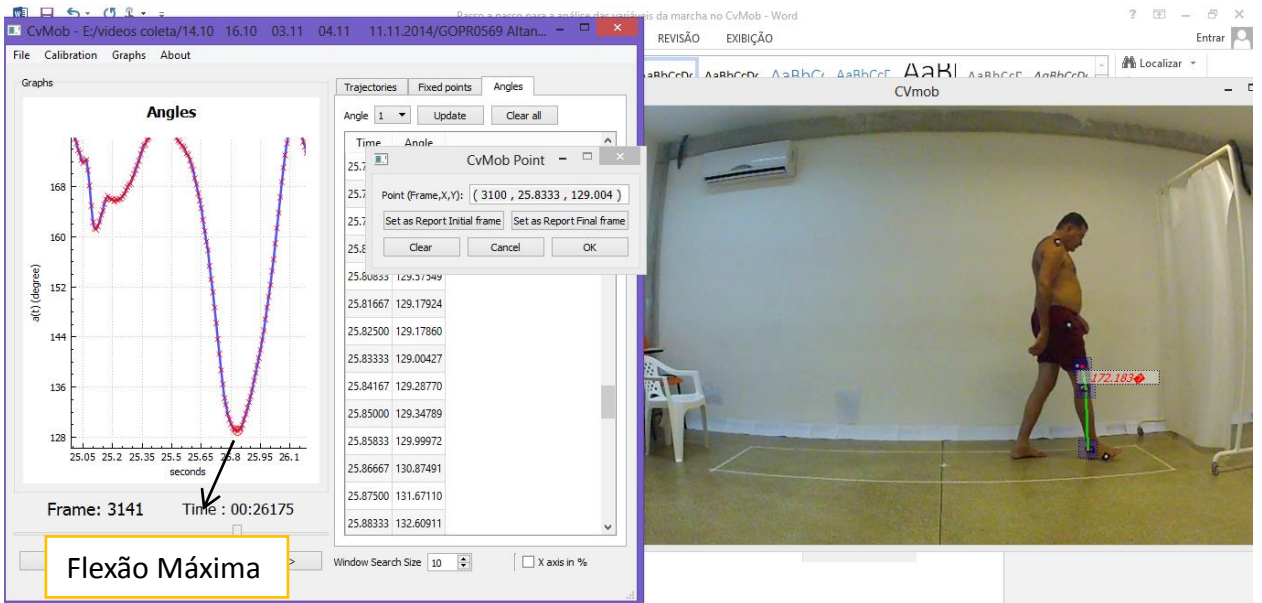 Passo a passo para a análise das variáveis da marcha no CvMob - Word
CvMob - E:/videos coleta/14.10 16.10 03.11 04.11 11.11.2014/GOPR0569 Altan...
REVISÃO EXIBIÇÃO
Entrar
File Calibration Graphs About
Localizar
AaBbCcDc AaBbCc AaBbCcD AaBbCcDc
CVmob
Graphs
Trajectories Fixed points Angles
Angle 1 Update Clear all
Angles
Time Angle
CvMob Point
Point (Frame,X,Y): ( 3100 , 25.8333 , 129.004 )
Set as Report Initial frame Set as Report Final frame
Clear Cancel OK
25.80833 129.57549
25.81667 129.17924
25.82500 129.17860
25.83333 129.00427
25.84167 129.28770
25.85000 129.34789
25.85833 129.99972
25.86667 130.87491
25.87500 131.67110
25.88333 132.60911
168
160
152
144
136
128
a(t) (degree)
25.05 25.2 25.35 25.5 25.65 25.8 25.95 26.1
seconds
172.183�
Frame: 3141 Time : 00:26175
Flexão Máxima
>
Window Search Size 10 X axis in %